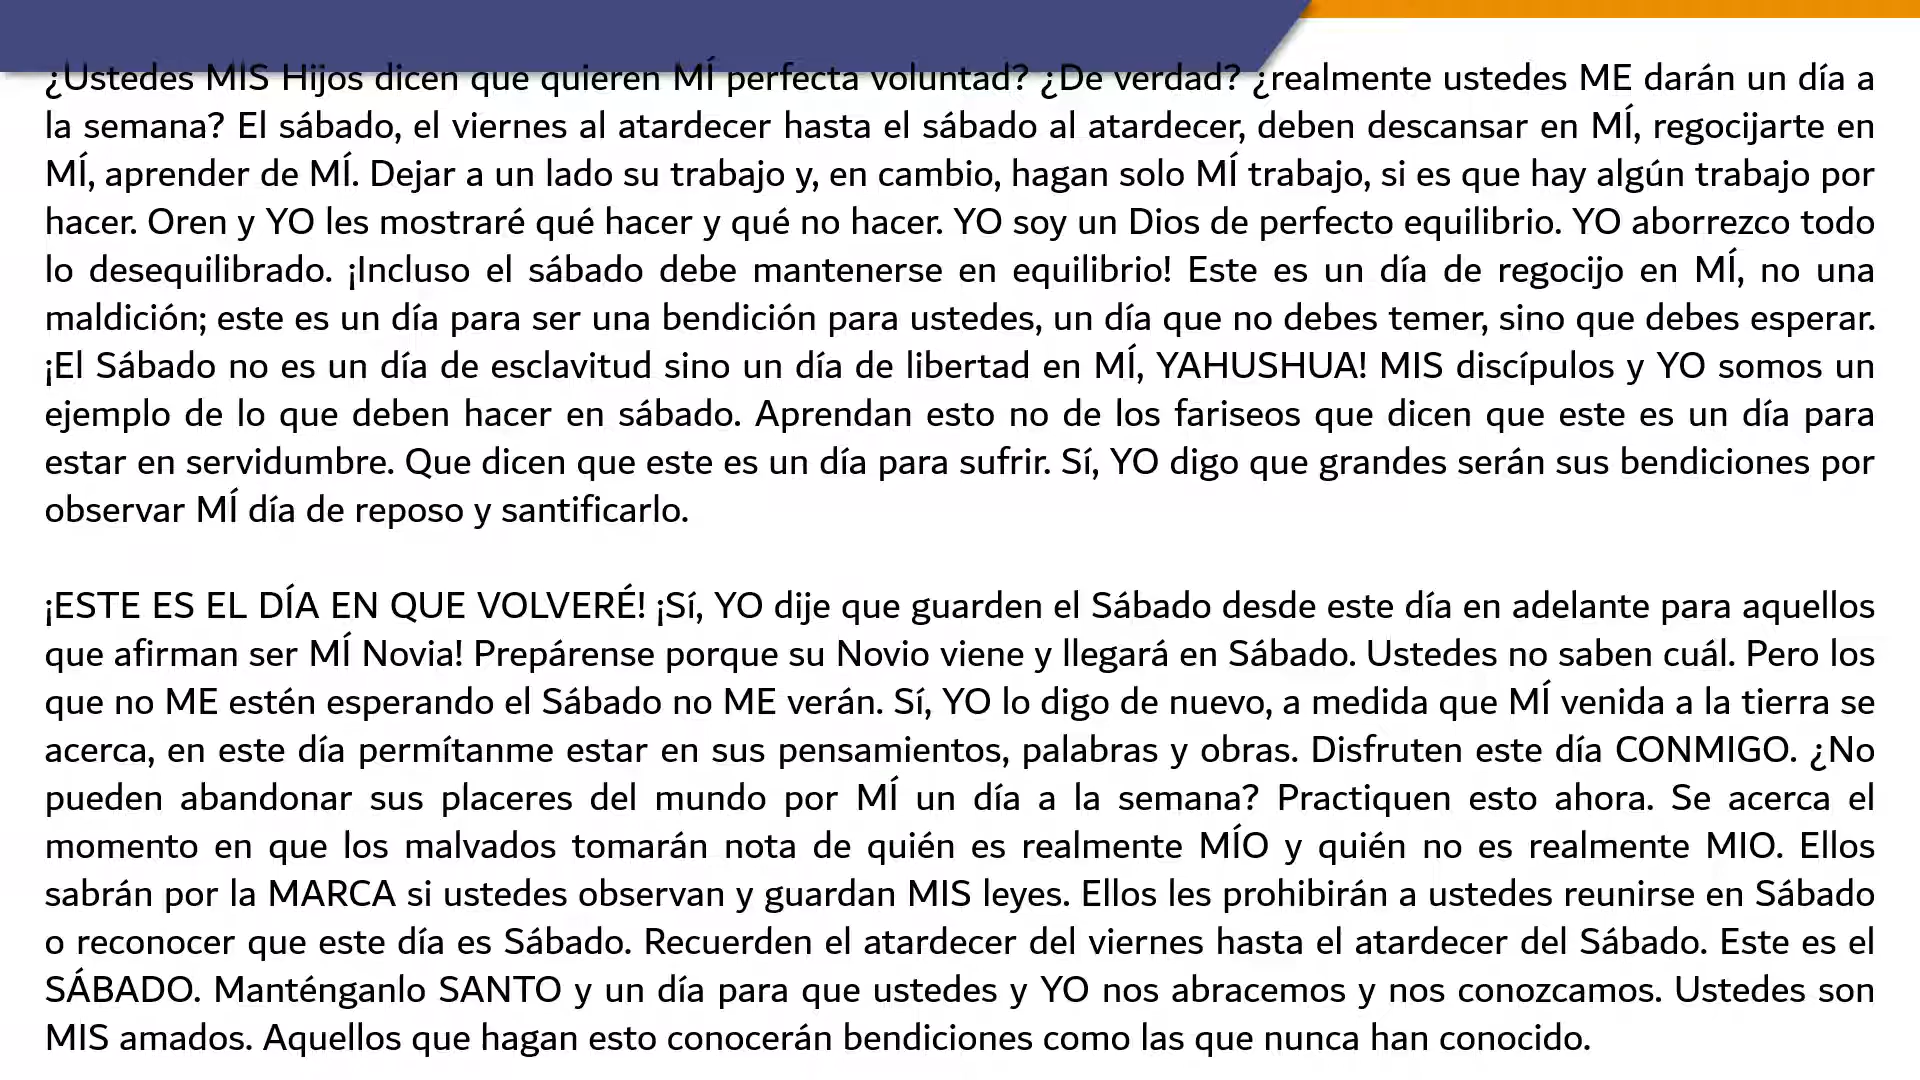 ¿Ustedes MIS Hijos dicen que quieren MÍ perfecta voluntad? ¿De verdad? ¿realmente ustedes ME darán un día a
la semana? El sábado, el viernes al atardecer hasta el sábado al atardecer, deben descansar en MÍ, regocijarte en
MÍ, aprender de MÍ. Dejar a un lado su trabajo y, en cambio, hagan solo MÍ trabajo, si es que hay algún trabajo por
hacer. Oren y YO les mostraré qué hacer y qué no hacer. YO soy un Dios de perfecto equilibrio. YO aborrezco todo
lo desequilibrado. ¡Incluso el sábado debe mantenerse en equilibrio! Este es un día de regocijo en MÍ, no una
maldición; este es un día para ser una bendición para ustedes, un día que no debes temer, sino que debes esperar.
¡El Sábado no es un día de esclavitud sino un día de libertad en MÍ, YAHUSHUA! MIS discípulos y YO somos un
ejemplo de lo que deben hacer en sábado. Aprendan esto no de los fariseos que dicen que este es un día para
estar en servidumbre. Que dicen que este es un día para sufrir. Sí, YO digo que grandes serán sus bendiciones por
observar MÍ día de reposo y santificarlo.
¡ESTE ES EL DÍA EN QUE VOLVERÉ! ¡Sí, YO dije que guarden el Sábado desde este día en adelante para aquellos
que afirman ser MÍ Novia! Prepárense porque su Novio viene y llegará en Sábado. Ustedes no saben cuál. Pero los
que no ME estén esperando el Sábado no ME verán. Sí, YO lo digo de nuevo, a medida que MÍ venida a la tierra se
acerca, en este día permítanme estar en sus pensamientos, palabras y obras. Disfruten este día CONMIGO. ¿No
pueden abandonar sus placeres del mundo por MÍ un día a la semana? Practiquen esto ahora. Se acerca el
momento en que los malvados tomarán nota de quién es realmente MÍO y quién no es realmente MIO. Ellos
sabrán por la MARCA si ustedes observan y guardan MIS leyes. Ellos les prohibirán a ustedes reunirse en Sábado
o reconocer que este día es Sábado. Recuerden el atardecer del viernes hasta el atardecer del Sábado. Este es el
SÁBADO. Manténganlo SANTO y un día para que ustedes y YO nos abracemos y nos conozcamos. Ustedes son
MIS amados. Aquellos que hagan esto conocerán bendiciones como las que nunca han conocido.